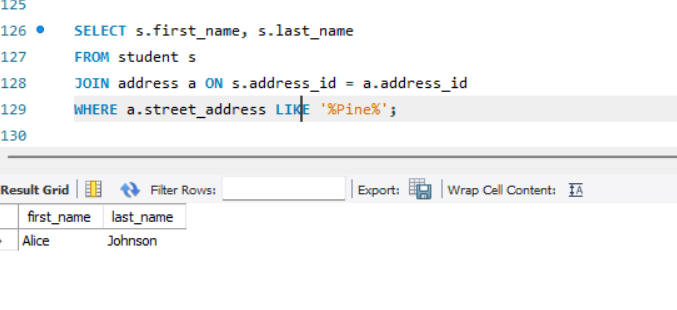 125
126 SELECT s.first_name, s.last_name
127 FROM student s
128 JOIN address a ON s.address_id = a.address_id
129 WHERE a.street_address LIKE '%Pine%';
130
Result Grid Filter Rows: Export: Wrap Cell Content: IA
first_name last_name
Alice Johnson